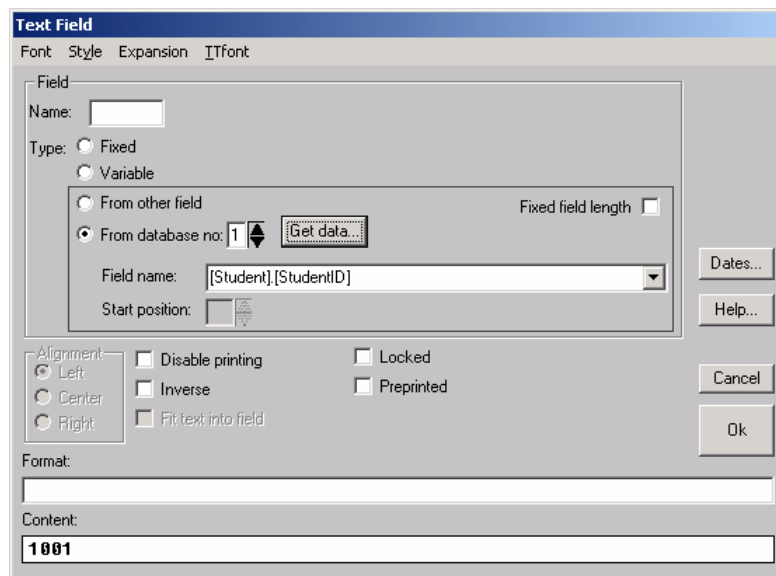 Text Field
Font Style Expansion TTfont
Field
Name:
Type: Fixed
Variable
From other field
Fixed field length
From database no: 1 Get data...
Field name: [Student].[StudentID]
Start position:
Dates...
Help...
Alignment
Left
Center
Right
Disable printing
Inverse
Fit text into field
Locked
Preprinted
Cancel
Ok
Format:
Content:
1001